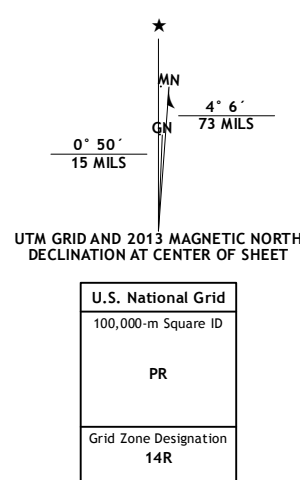 MN
GN
4° 6´
73 MILS
0° 50´
15 MILS
UTM GRID AND 2013 MAGNETIC NORTH
DECLINATION AT CENTER OF SHEET
U.S. National Grid
100,000-m Square ID
PR
Grid Zone Designation
14R